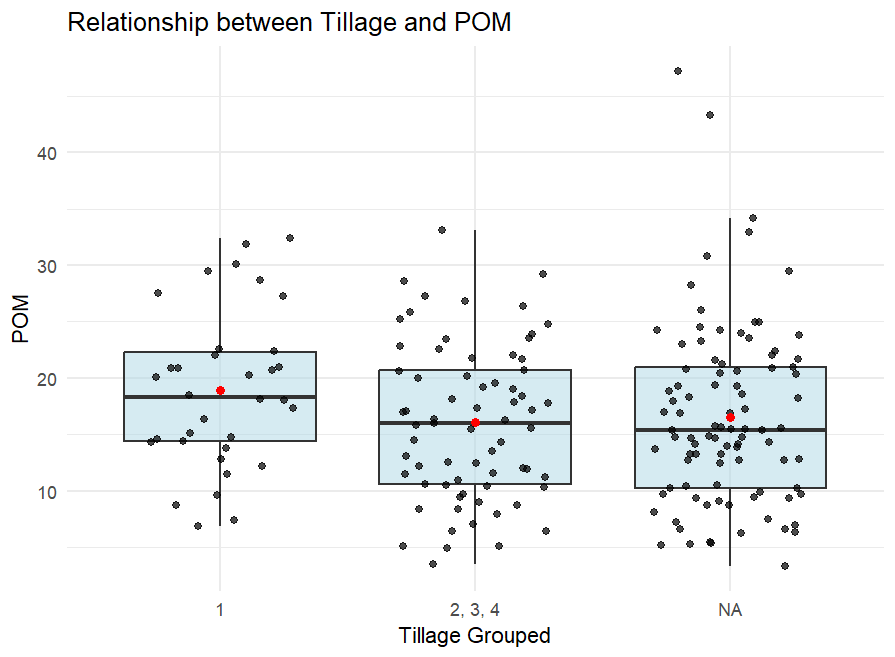 Relationship between Tillage and POM
POM
40
30
20
10
1
2, 3, 4
NA
Tillage Grouped